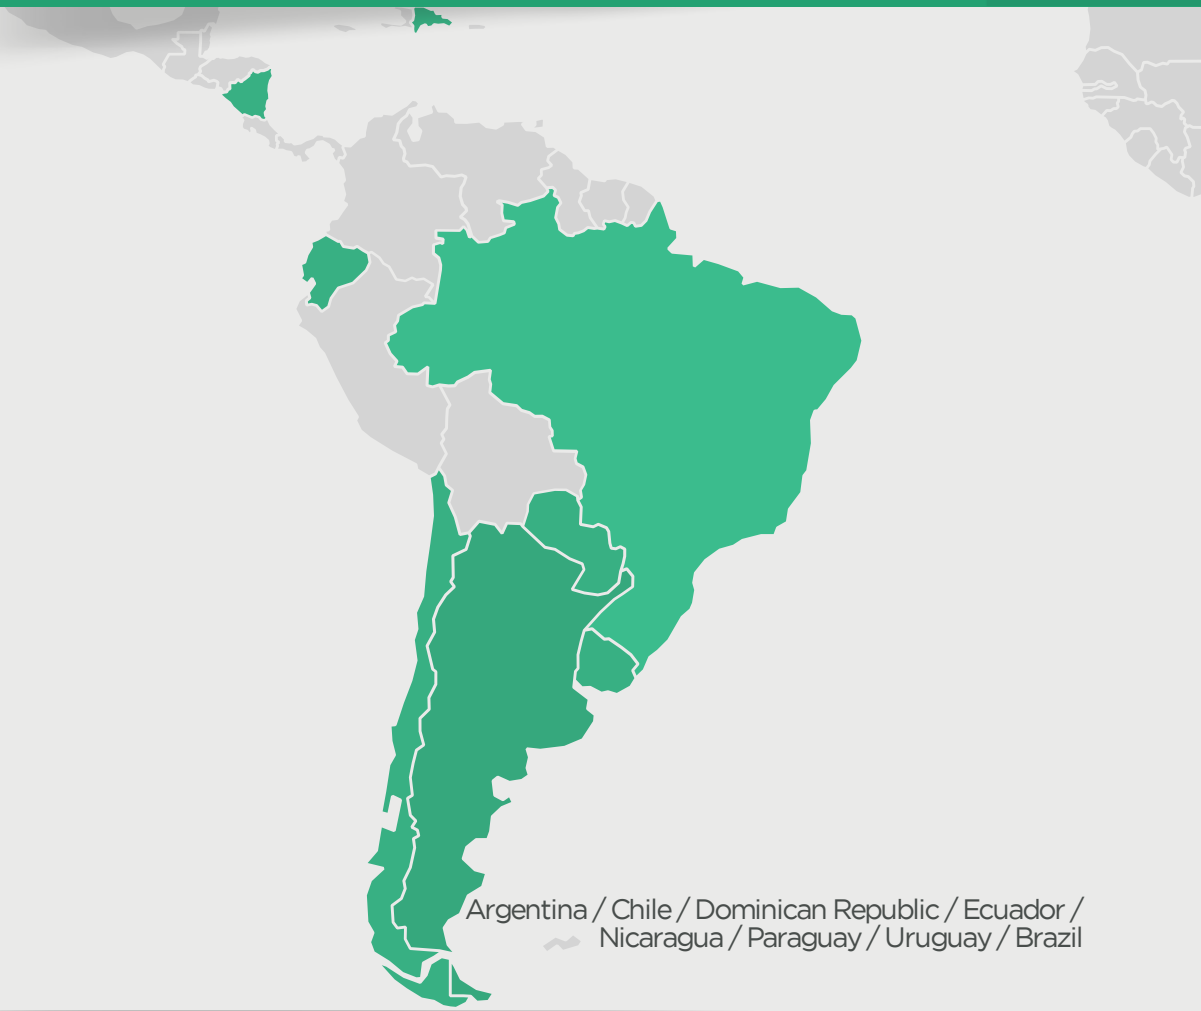 Argentina / Chile / Dominican Republic / Ecuador /
Nicaragua / Paraguay / Uruguay / Brazil